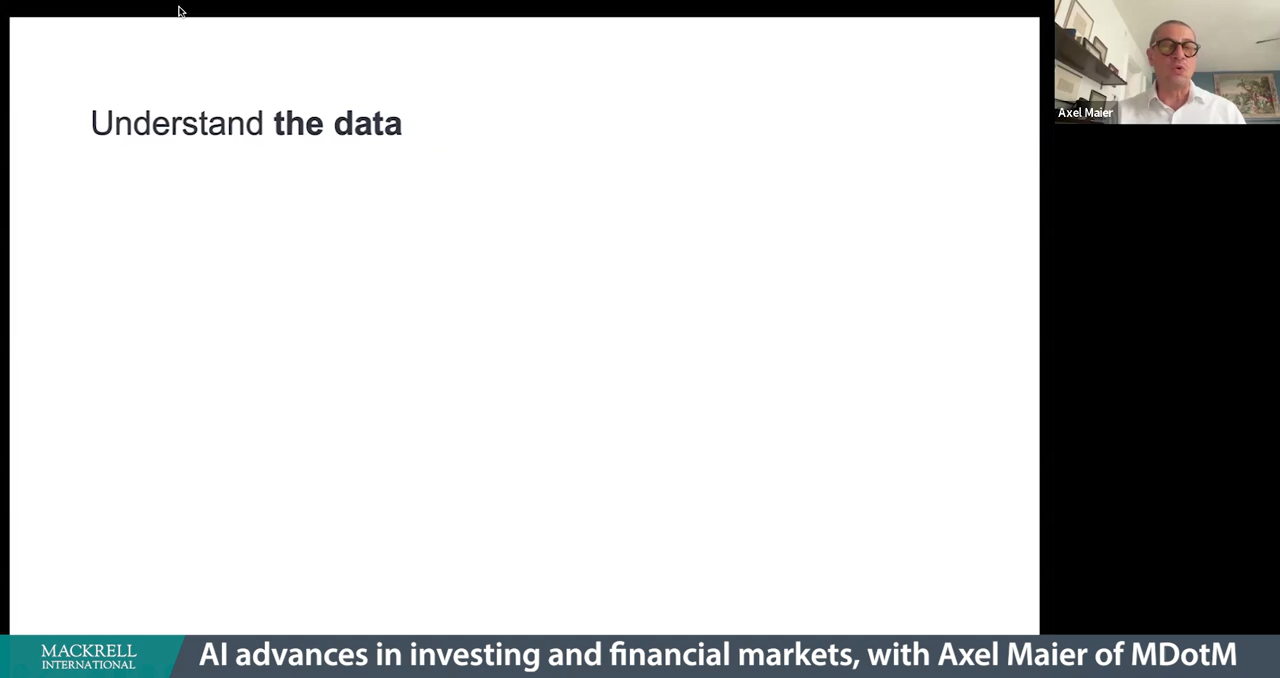 Understand the data
Axel Maier
MACKRELL
INTERNATIONAL
AI advances in investing and financial markets, with Axel Maier of MDotM